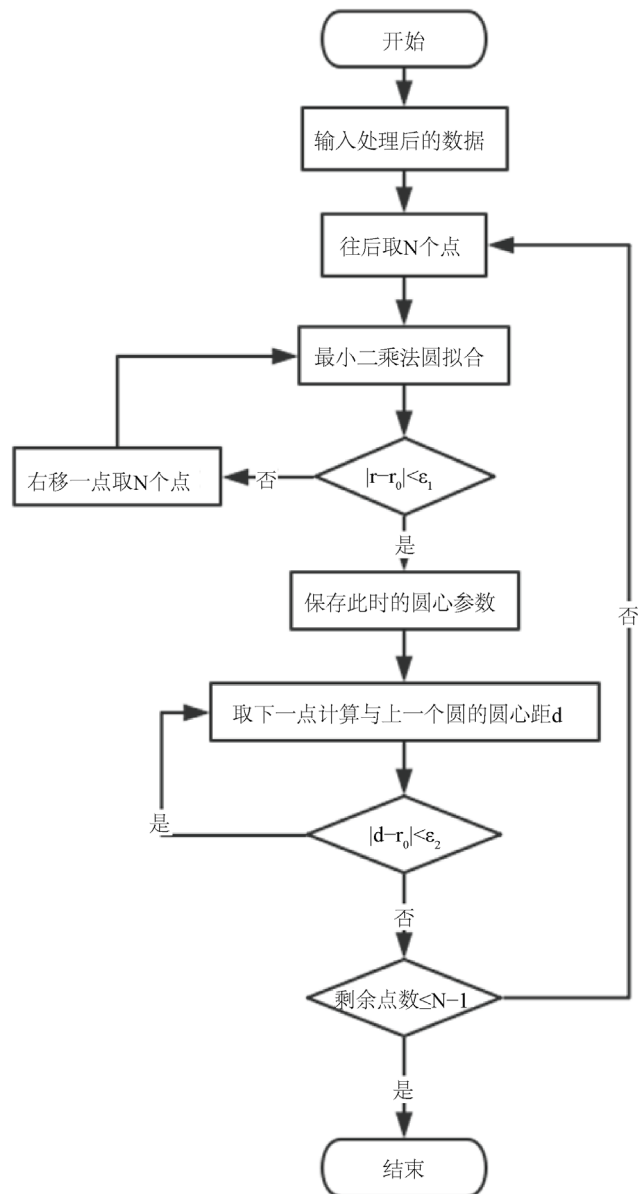 开始
输入处理后的数据
往后取N个点
最小二乘法圆拟合
|r−r₀|<ε₁
否
右移一点取N个点
是
保存此时的圆心参数
否
取下一点计算与上一个圆的圆心距d
是
|d−r₀|<ε₂
否
剩余点数≤N−1
是
结束